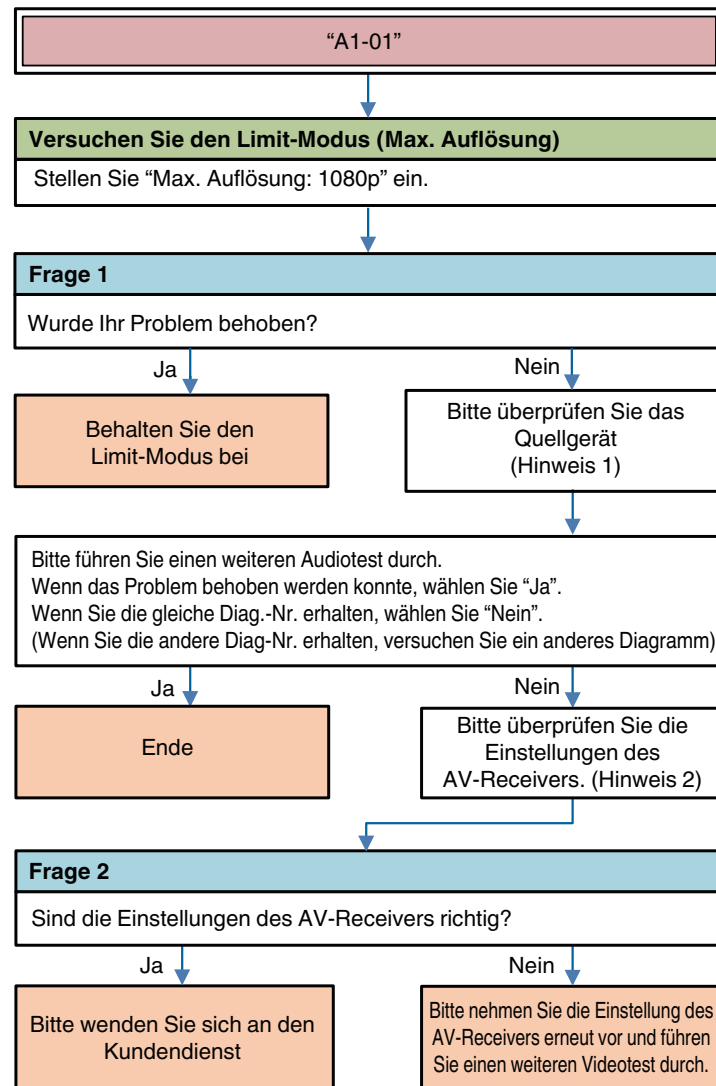 “A1-01”
Versuchen Sie den Limit-Modus (Max. Auflösung)
Stellen Sie “Max. Auflösung: 1080p” ein.
Frage 1
Wurde Ihr Problem behoben?
Ja
Nein
Behalten Sie den
Limit-Modus bei
Bitte überprüfen Sie das
Quellgerät
(Hinweis 1)
Bitte führen Sie einen weiteren Audiotest durch.
Wenn das Problem behoben werden konnte, wählen Sie “Ja”.
Wenn Sie die gleiche Diag.-Nr. erhalten, wählen Sie “Nein”.
(Wenn Sie die andere Diag-Nr. erhalten, versuchen Sie ein anderes Diagramm)
Ja
Nein
Ende
Bitte überprüfen Sie die
Einstellungen des
AV-Receivers. (Hinweis 2)
Frage 2
Sind die Einstellungen des AV-Receivers richtig?
Ja
Nein
Bitte wenden Sie sich an den
Kundendienst
Bitte nehmen Sie die Einstellung des
AV-Receivers erneut vor und führen
Sie einen weiteren Videotest durch.